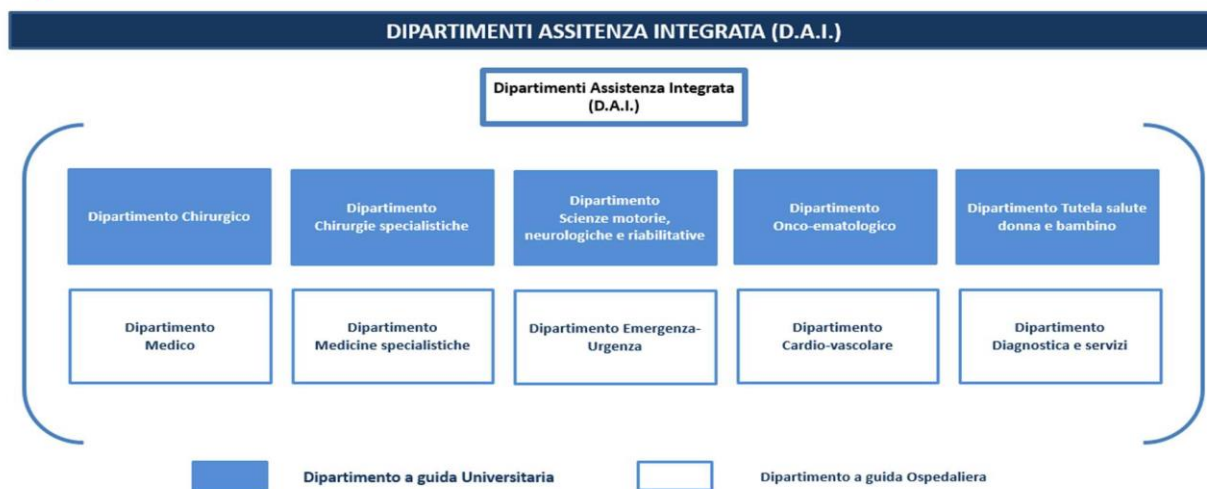 DIPARTIMENTI ASSITENZA INTEGRATA (D.A.I.)
Dipartimenti Assistenza Integrata
(D.A.I.)
Dipartimento Chirurgico
Dipartimento
Chirurgie specialistiche
Dipartimento
Scienze motorie,
neurologiche e riabilitative
Dipartimento
Onco-ematologico
Dipartimento Tutela salute
donna e bambino
Dipartimento
Medico
Dipartimento
Medicine specialistiche
Dipartimento Emergenza-
Urgenza
Dipartimento
Cardio-vascolare
Dipartimento
Diagnostica e servizi
Dipartimento a guida Universitaria
Dipartimento a guida Ospedaliera